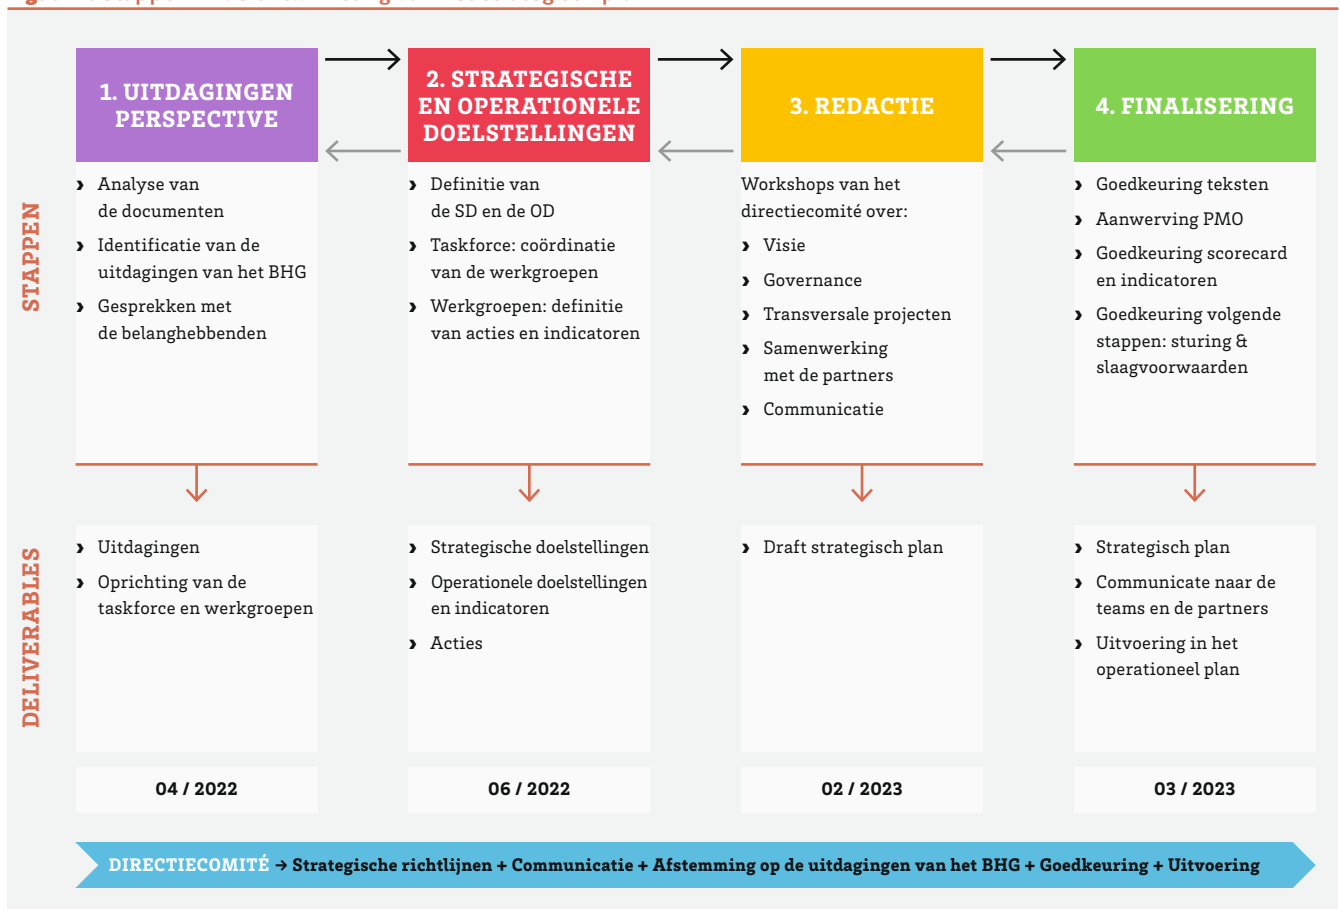 1. UITDAGINGEN
PERSPECTIVE
2. STRATEGISCHE
EN OPERATIONELE
DOELSTELLINGEN
3. REDACTIE
4. FINALISERING
STAPPEN
› Analyse van
de documenten
› Identificatie van de
uitdagingen van het BHG
› Gesprekken met
de belanghebbenden
› Definitie van
de SD en de OD
› Taskforce: coördinatie
van de werkgroepen
› Werkgroepen: definitie
van acties en indicatoren
Workshops van het
directiecomité over:
› Visie
› Governance
› Transversale projecten
› Samenwerking
met de partners
› Communicatie
› Goedkeuring teksten
› Aanwerving PMO
› Goedkeuring scorecard
en indicatoren
› Goedkeuring volgende
stappen: sturing &
slaagvoorwaarden
DELIVERABLES
› Uitdagingen
› Oprichting van de
taskforce en werkgroepen
› Strategische doelstellingen
› Operationele doelstellingen
en indicatoren
› Acties
› Draft strategisch plan
› Strategisch plan
› Communicate naar de
teams en de partners
› Uitvoering in het
operationeel plan
04 / 2022
06 / 2022
02 / 2023
03 / 2023
DIRECTIECOMITÉ → Strategische richtlijnen + Communicatie + Afstemming op de uitdagingen van het BHG + Goedkeuring + Uitvoering